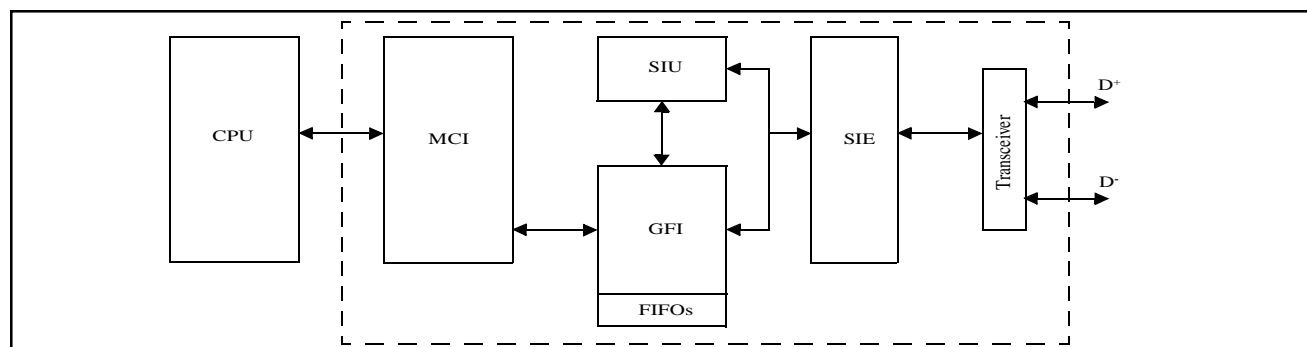 CPU
MCI
SIU
GFI
FIFOs
SIE
Transceiver
D⁺
D⁻